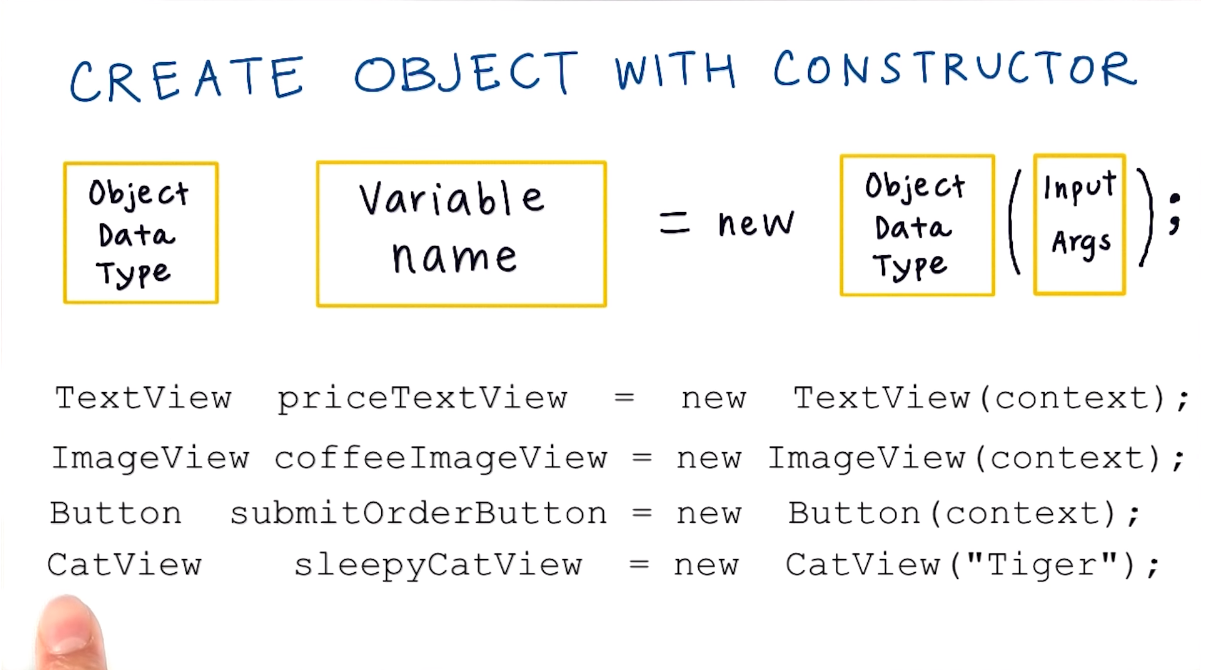 CREATE OBJECT WITH CONSTRUCTOR
Object Data Type Variable name = new Object Data Type ( Input Args );
TextView priceTextView = new TextView(context);
ImageView coffeeImageView = new ImageView(context);
Button submitOrderButton = new Button(context);
CatView sleepyCatView = new CatView("Tiger");